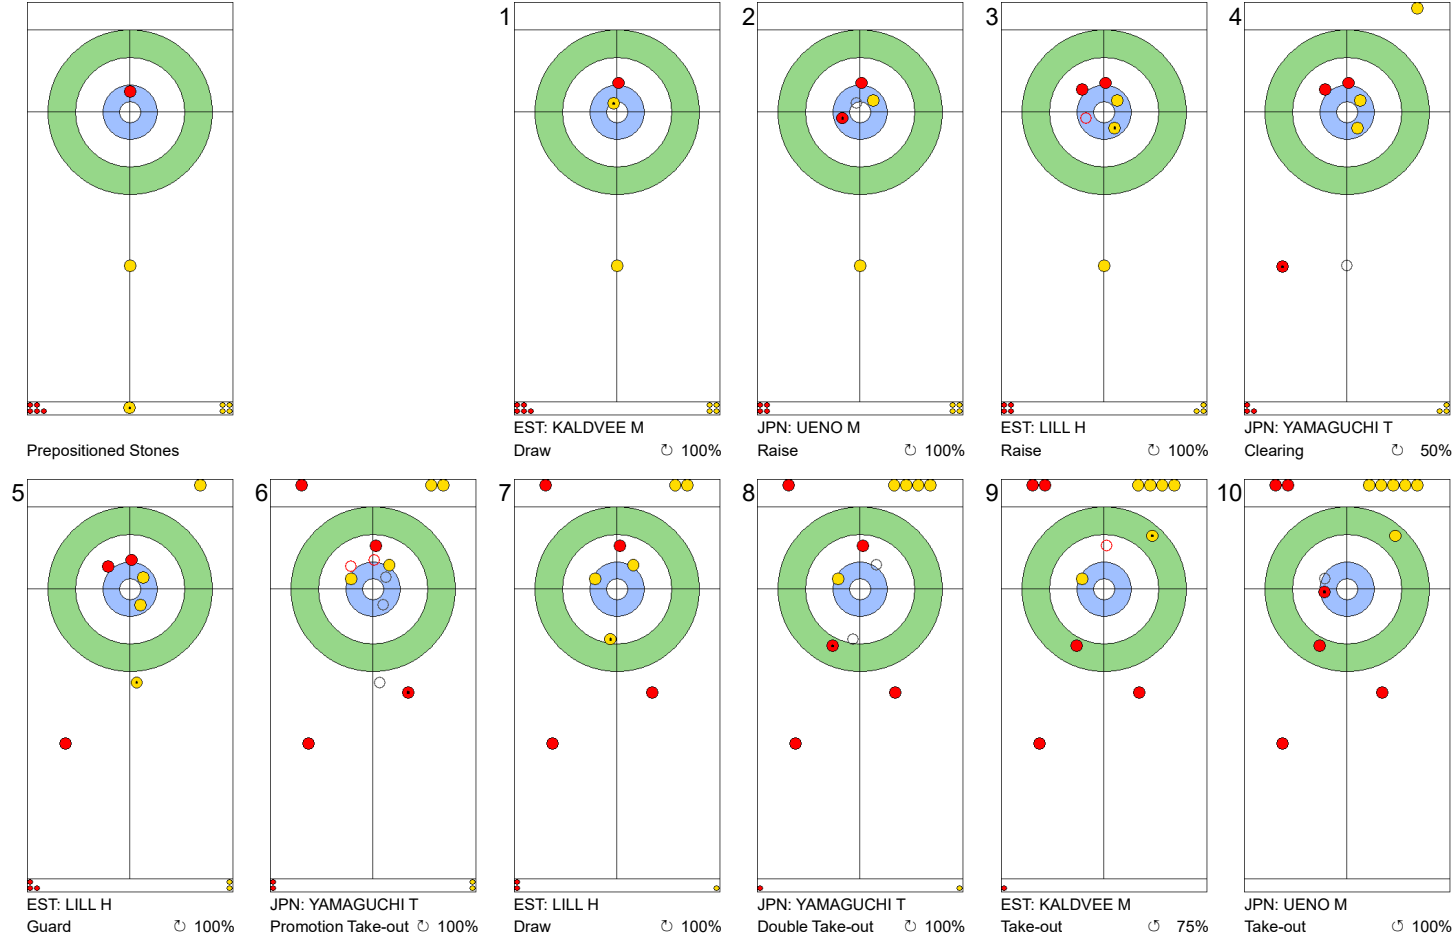 1
2
3
4
Prepositioned Stones
EST: KALDVEE M
Draw ↻ 100%
JPN: UENO M
Raise ↻ 100%
EST: LILL H
Raise ↻ 100%
JPN: YAMAGUCHI T
Clearing ↻ 50%
5
6
7
8
9
10
EST: LILL H
Guard ↻ 100%
JPN: YAMAGUCHI T
Promotion Take-out ↻ 100%
EST: LILL H
Draw ↻ 100%
JPN: YAMAGUCHI T
Double Take-out ↻ 100%
EST: KALDVEE M
Take-out ↺ 75%
JPN: UENO M
Take-out ↺ 100%